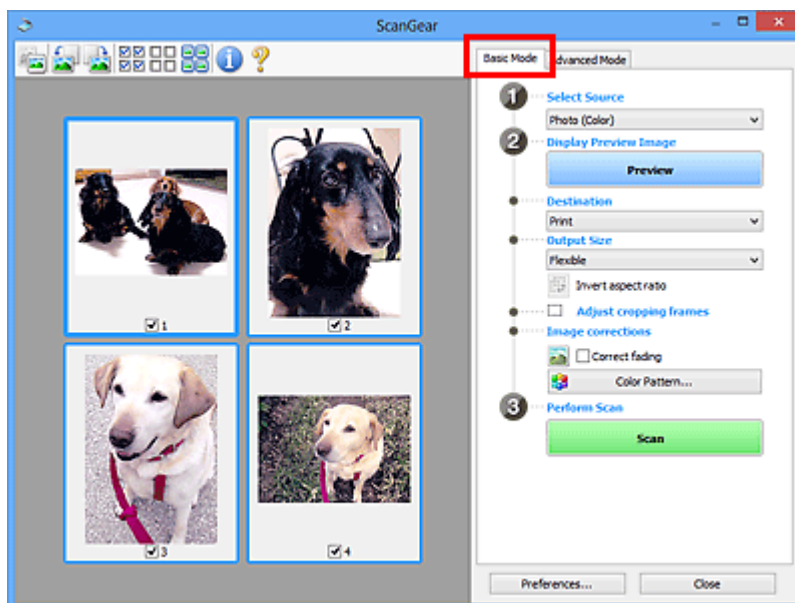 ScanGear
Basic Mode
Advanced Mode
1
Select Source
Photo (Color)
2
Display Preview Image
Preview
Destination
Print
Output Size
Flexible
Invert aspect ratio
Adjust cropping frames
Image corrections
Correct fading
Color Pattern...
3
Perform Scan
Scan
1
2
3
4
Preferences...
Close